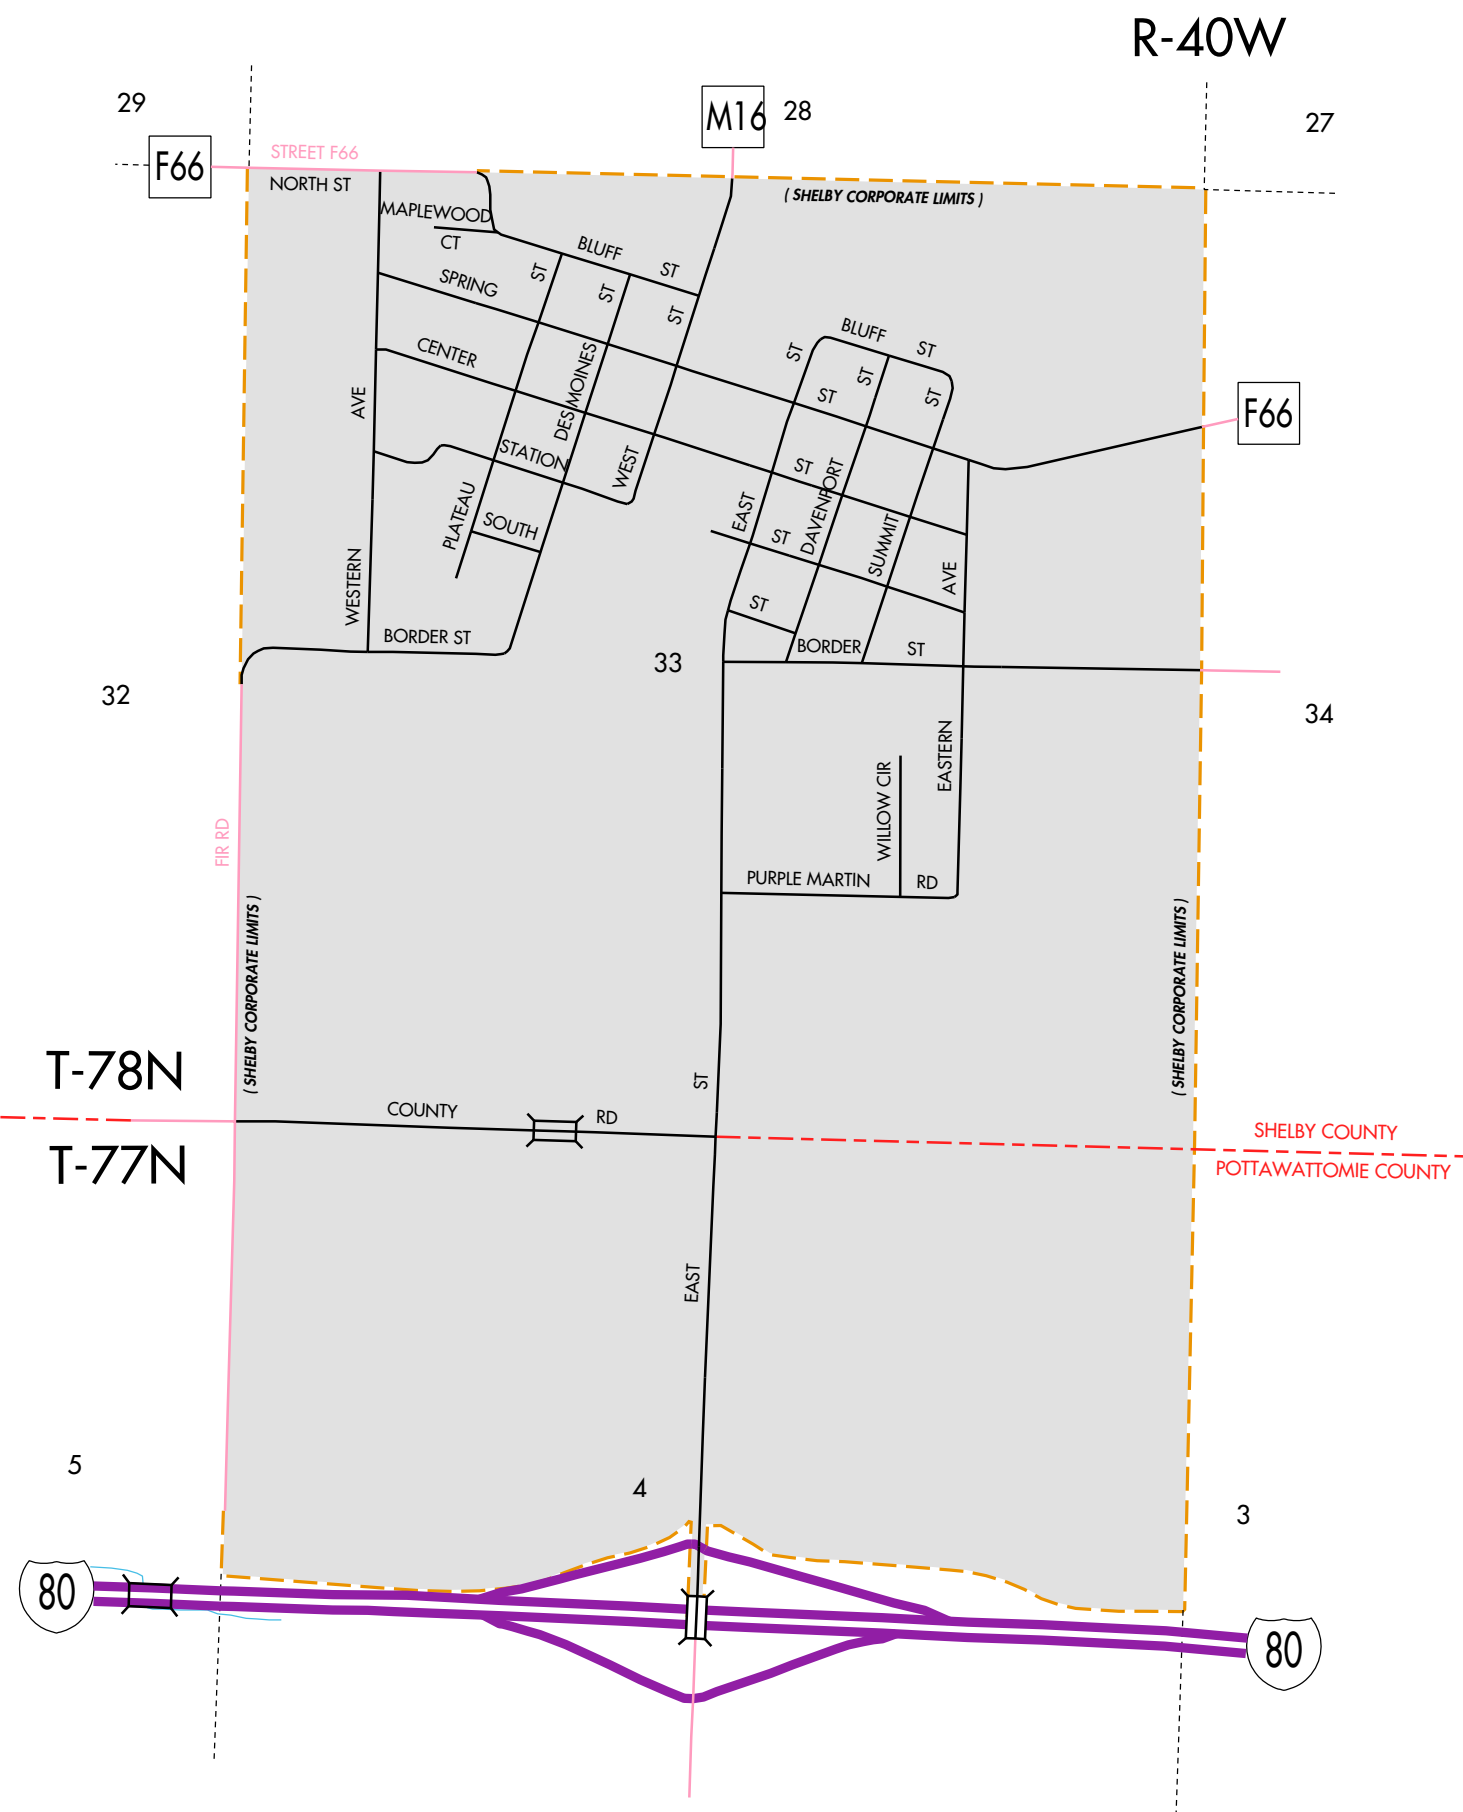 R-40W
29
M16
28
27
F66
STREET F66
NORTH ST
( SHELBY CORPORATE LIMITS )
MAPLEWOOD
CT
BLUFF ST
ST
ST
ST
SPRING
BLUFF ST
ST
ST
ST
ST
CENTER
AVE
F66
DES MOINES
STATION
WEST
ST
DAVENPORT
EAST
PLATEAU
SOUTH
ST
SUMMIT
AVE
WESTERN
ST
BORDER ST
BORDER ST
33
32
34
EASTERN
WILLOW CIR
FIR RD
PURPLE MARTIN RD
( SHELBY CORPORATE LIMITS )
( SHELBY CORPORATE LIMITS )
T-78N
ST
COUNTY RD
SHELBY COUNTY
T-77N
POTTAWATTOMIE COUNTY
EAST
5
4
3
80
80